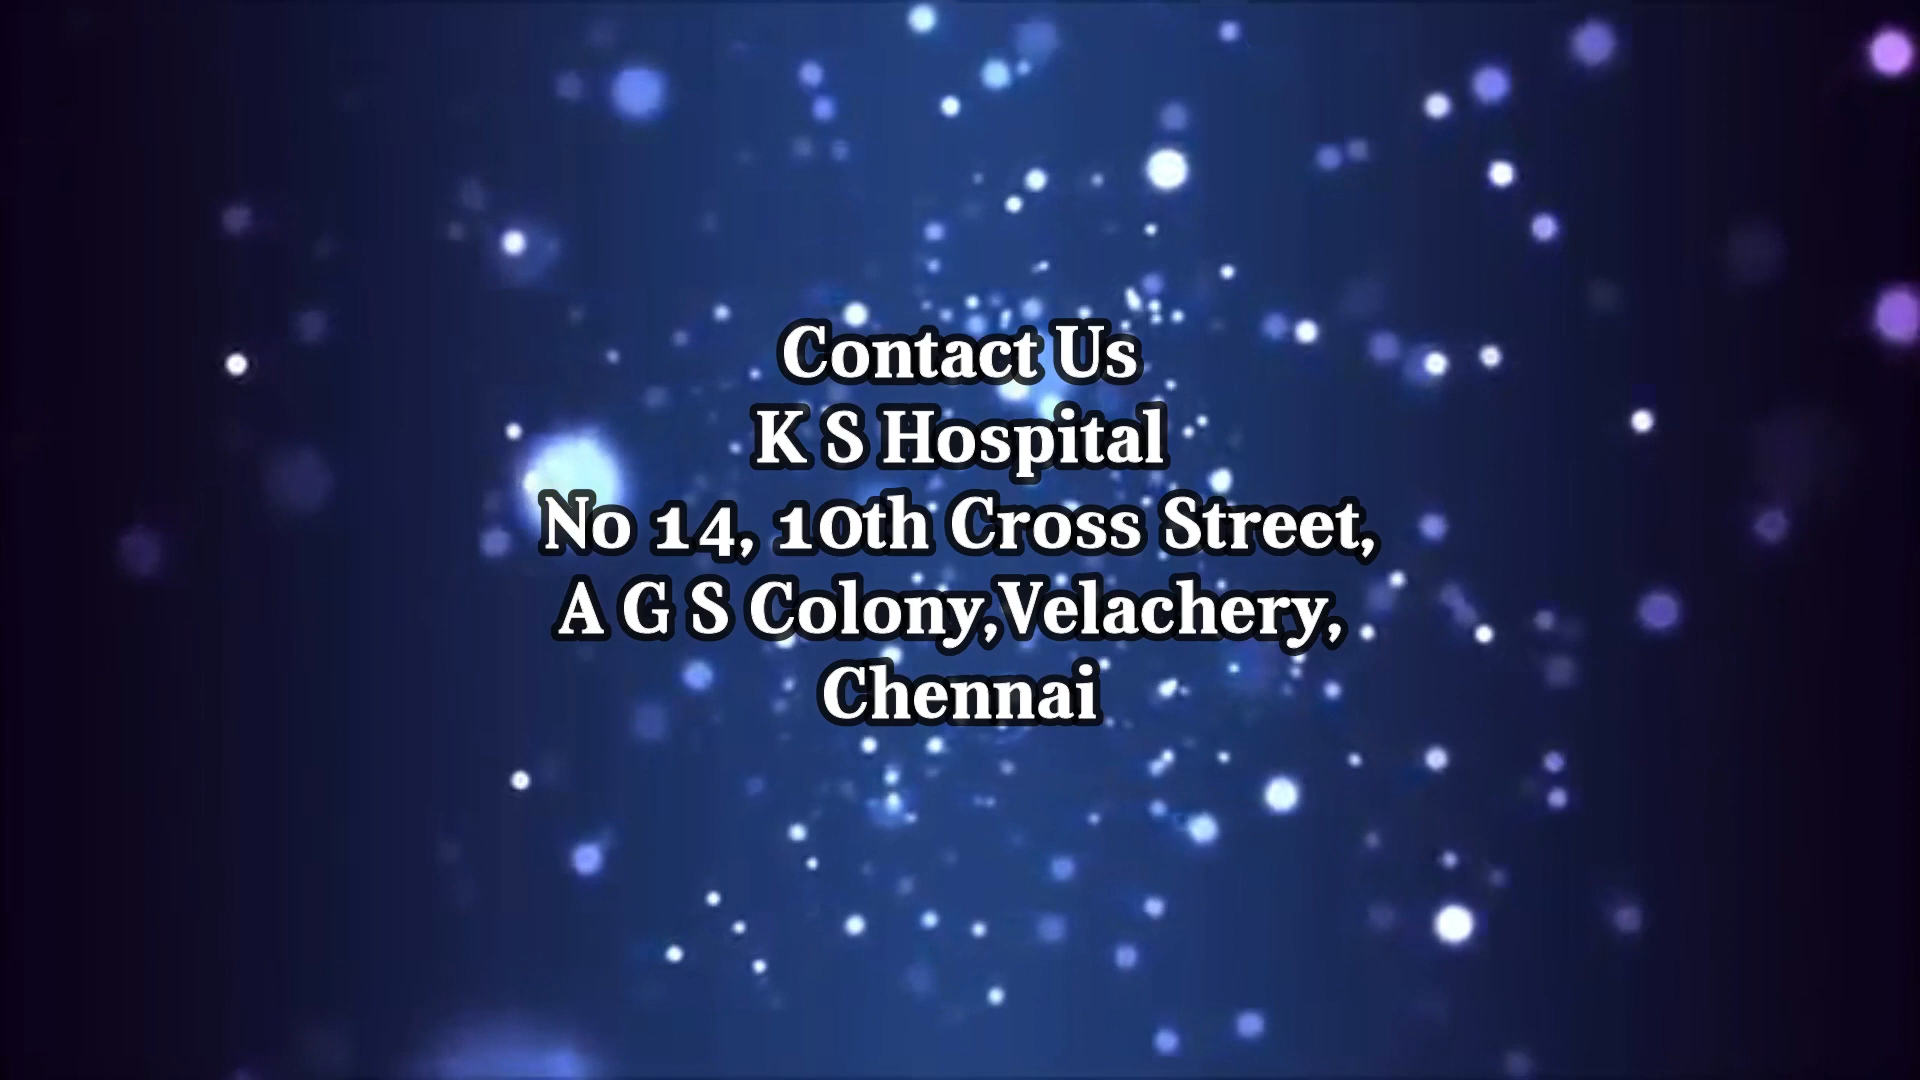 Contact Us
K S Hospital
No 14, 10th Cross Street,
A G S Colony,Velachery,
Chennai